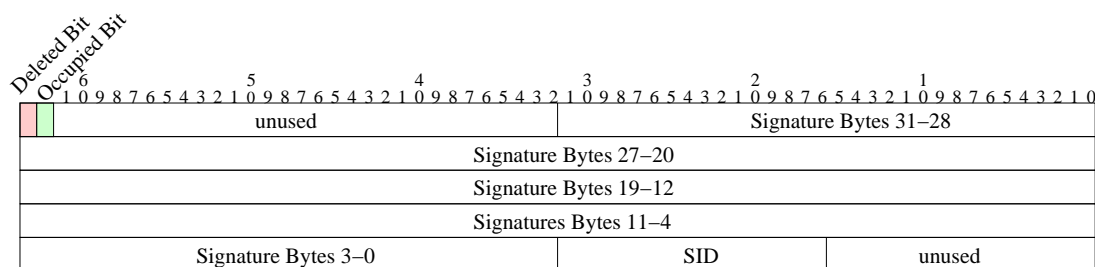 Deleted Bit
Occupied Bit
6 5 4 3 2 1
1 0 9 8 7 6 5 4 3 2 1 0 9 8 7 6 5 4 3 2 1 0 9 8 7 6 5 4 3 2 1 0 9 8 7 6 5 4 3 2 1 0 9 8 7 6 5 4 3 2 1 0 9 8 7 6 5 4 3 2 1 0
unused Signature Bytes 31–28
Signature Bytes 27–20
Signature Bytes 19–12
Signatures Bytes 11–4
Signature Bytes 3–0 SID unused